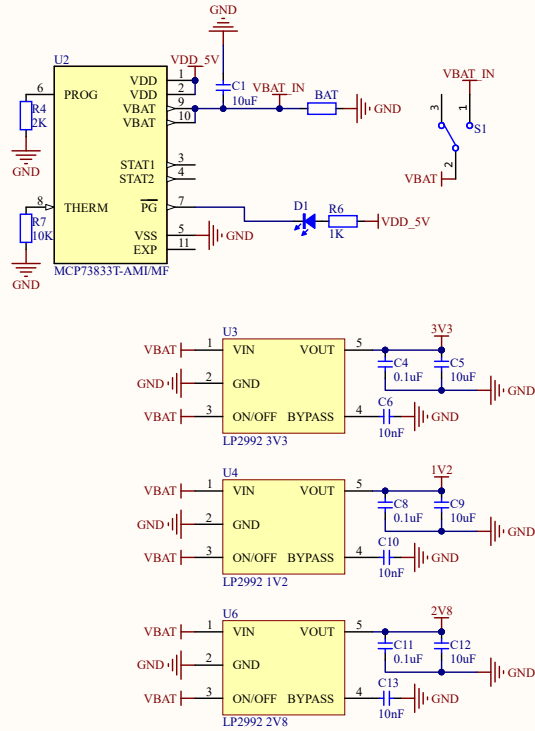 GND
U2
VDD_5V
VDD 1
VDD 2
6 PROG
VBAT 9
VBAT 10
R4
2K
GND
C1
10uF
VBAT_IN
BAT
GND
VBAT_IN
3
1
S1
2
VBAT
STAT1 3
STAT2 4
8 THERM
PG 7
R7
10K
GND
D1
R6
1K
VDD_5V
VSS 5
GND
EXP 11
MCP73833T-AMI/MF
U3
VBAT 1 VIN VOUT 5
3V3
GND 2 GND
C4
0.1uF
C5
10uF
GND
VBAT 3 ON/OFF BYPASS 4
C6
10nF
GND
LP2992 3V3
U4
VBAT 1 VIN VOUT 5
1V2
GND 2 GND
C8
0.1uF
C9
10uF
GND
VBAT 3 ON/OFF BYPASS 4
C10
10nF
GND
LP2992 1V2
U6
VBAT 1 VIN VOUT 5
2V8
GND 2 GND
C11
0.1uF
C12
10uF
GND
VBAT 3 ON/OFF BYPASS 4
C13
10nF
GND
LP2992 2V8